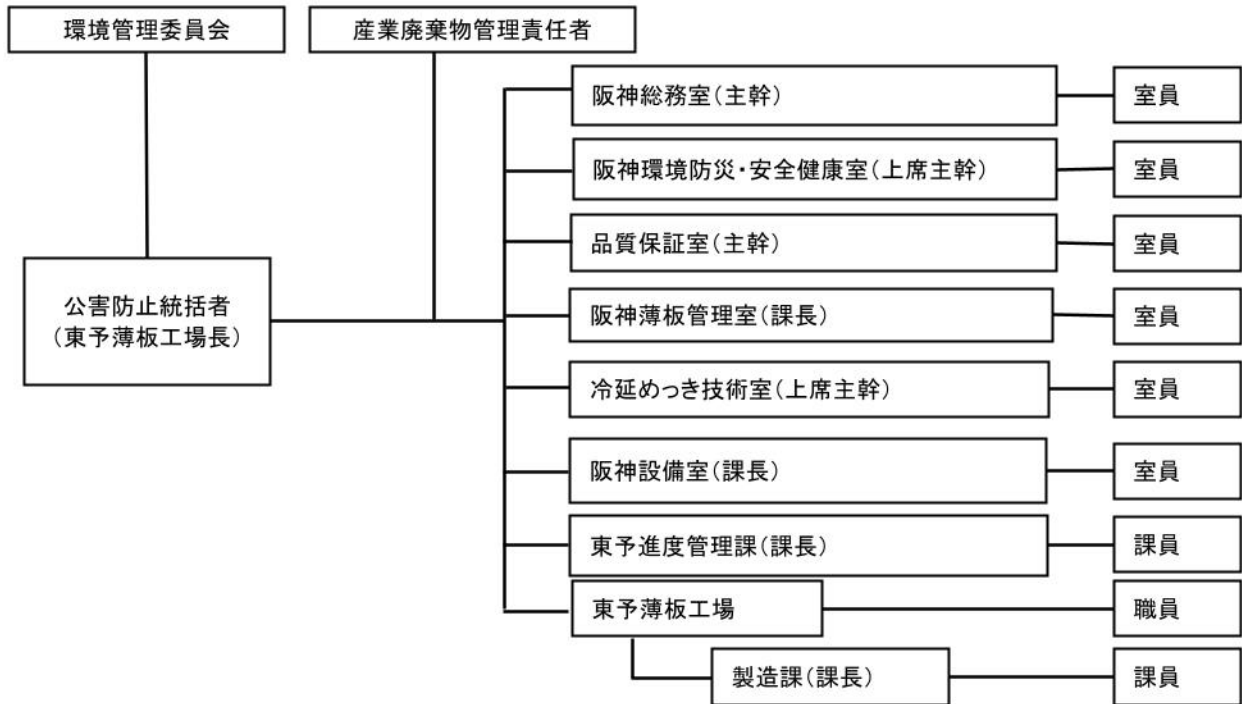 環境管理委員会
産業廃棄物管理責任者
公害防止統括者
（東予薄板工場長）
阪神総務室（主幹）
室員
阪神環境防災・安全健康室（上席主幹）
室員
品質保証室（主幹）
室員
阪神薄板管理室（課長）
室員
冷延めっき技術室（上席主幹）
室員
阪神設備室（課長）
室員
東予進度管理課（課長）
課員
東予薄板工場
職員
製造課（課長）
課員